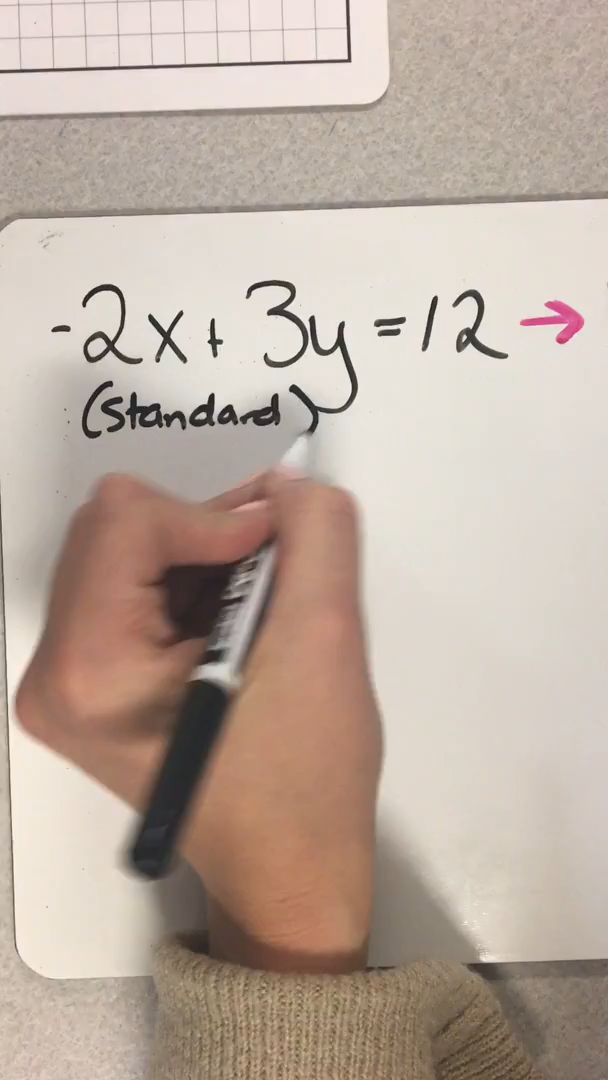 -2x + 3y = 12 →
(Standard)